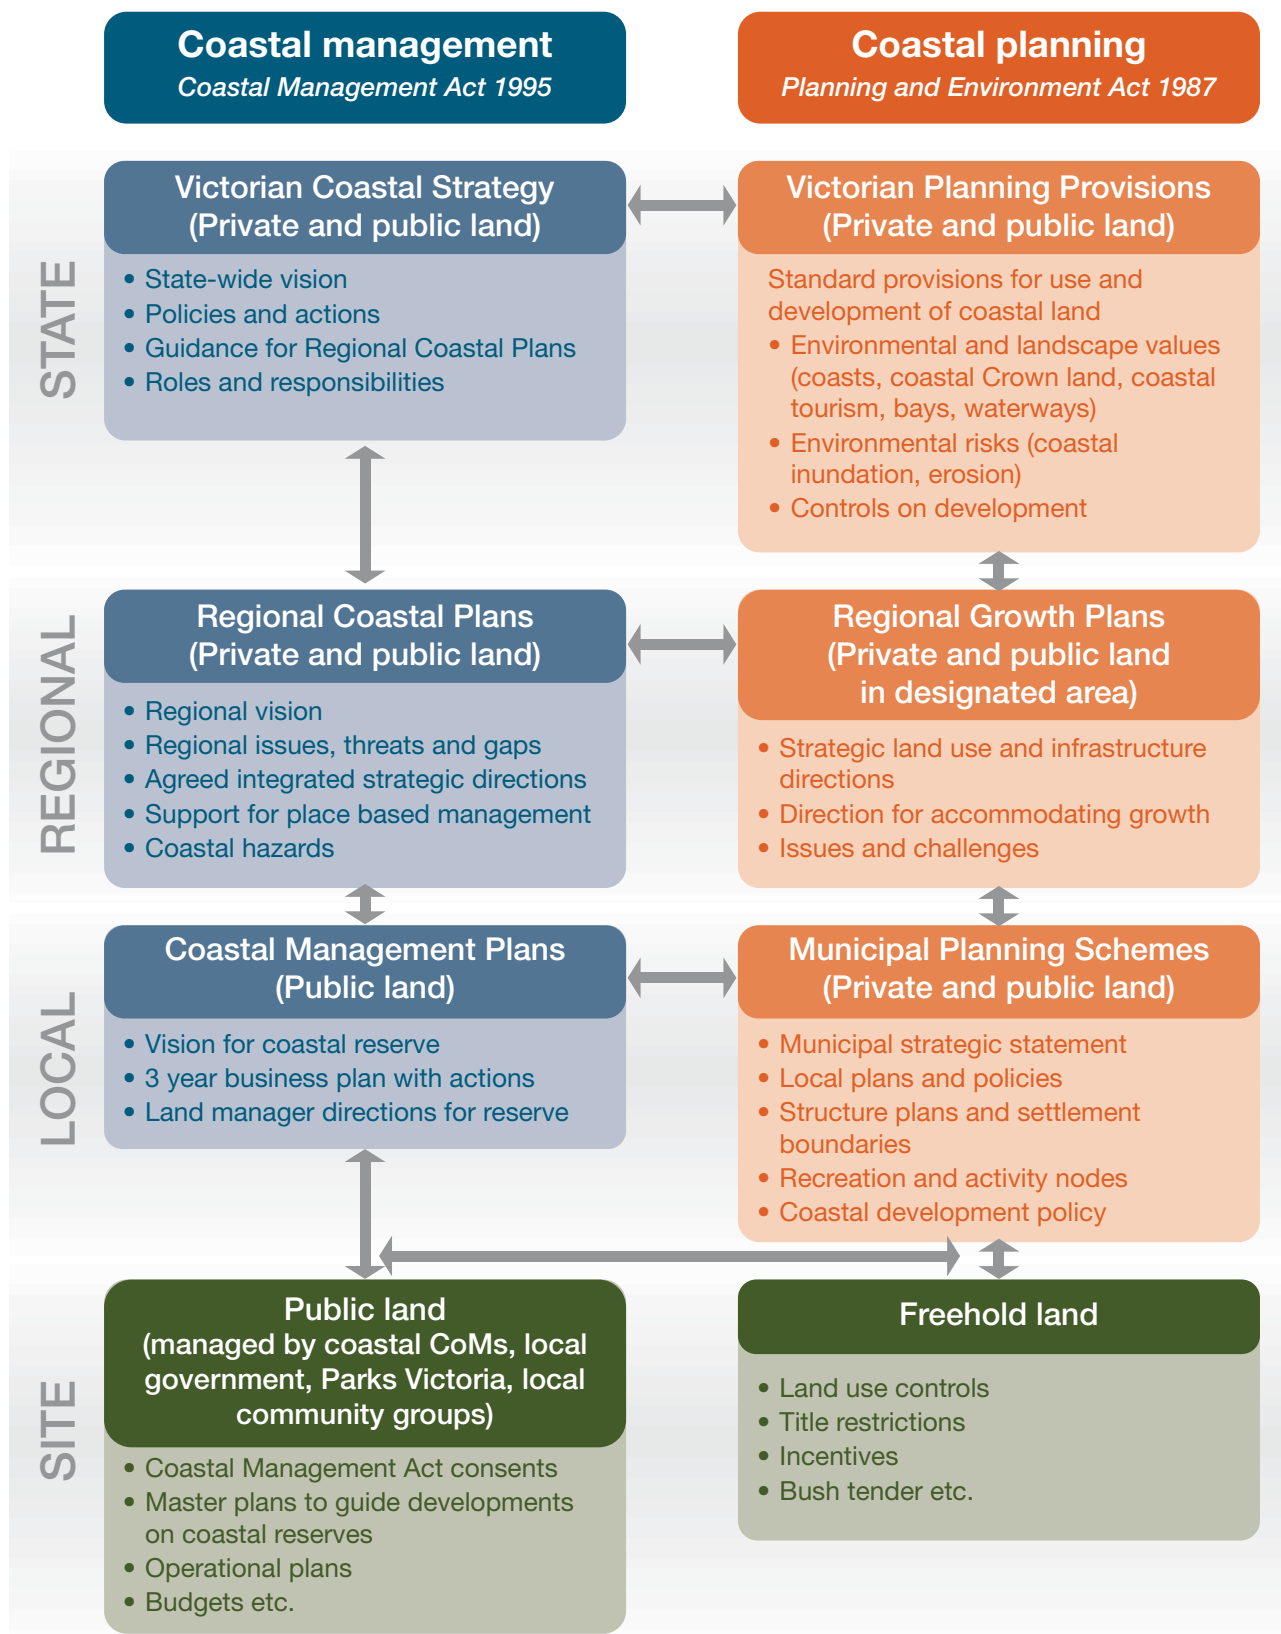 Coastal management
Coastal Management Act 1995
Coastal planning
Planning and Environment Act 1987
STATE
Victorian Coastal Strategy
(Private and public land)
• State-wide vision
• Policies and actions
• Guidance for Regional Coastal Plans
• Roles and responsibilities
Victorian Planning Provisions
(Private and public land)
Standard provisions for use and
development of coastal land
• Environmental and landscape values
(coasts, coastal Crown land, coastal
tourism, bays, waterways)
• Environmental risks (coastal
inundation, erosion)
• Controls on development
REGIONAL
Regional Coastal Plans
(Private and public land)
• Regional vision
• Regional issues, threats and gaps
• Agreed integrated strategic directions
• Support for place based management
• Coastal hazards
Regional Growth Plans
(Private and public land
in designated area)
• Strategic land use and infrastructure
directions
• Direction for accommodating growth
• Issues and challenges
LOCAL
Coastal Management Plans
(Public land)
• Vision for coastal reserve
• 3 year business plan with actions
• Land manager directions for reserve
Municipal Planning Schemes
(Private and public land)
• Municipal strategic statement
• Local plans and policies
• Structure plans and settlement
boundaries
• Recreation and activity nodes
• Coastal development policy
SITE
Public land
(managed by coastal CoMs, local
government, Parks Victoria, local
community groups)
• Coastal Management Act consents
• Master plans to guide developments
on coastal reserves
• Operational plans
• Budgets etc.
Freehold land
• Land use controls
• Title restrictions
• Incentives
• Bush tender etc.